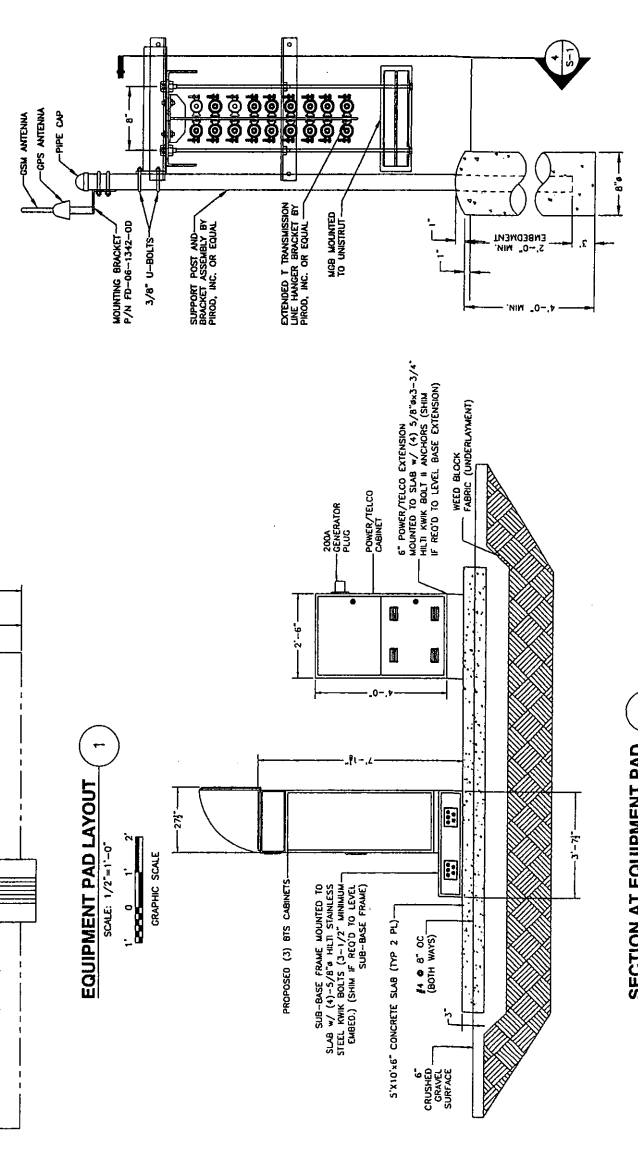 GSM ANTENNA
GPS ANTENNA
PIPE CAP
8"
MOUNTING BRACKET
P/N FD-06-1342-OD
3/8" U-BOLTS
SUPPORT POST AND
BRACKET ASSEMBLY BY
PIROD, INC. OR EQUAL
EXTENDED T TRANSMISSION
LINE HANGER BRACKET BY
PIROD, INC. OR EQUAL
MGB MOUNTED
TO UNISTRUT
4
S-1
1"
1"
2'-0" MIN.
EMBEDMENT
3'
4'-0" MIN.
8"ø
EQUIPMENT PAD LAYOUT
1
SCALE: 1/2"=1'-0"
1' 0 1' 2'
GRAPHIC SCALE
27½"
7'-1⅜"
PROPOSED (3) BTS CABINETS
SUB-BASE FRAME MOUNTED TO
SLAB w/ (4)-5/8"ø HILTI STAINLESS
STEEL KWIK BOLTS (3-1/2" MINIMUM
EMBED.) (SHIM IF REQ'D TO LEVEL
SUB-BASE FRAME)
5'X10'x6" CONCRETE SLAB (TYP 2 PL)
#4 @ 8" OC
(BOTH WAYS)
6"
CRUSHED
GRAVEL
SURFACE
3"
3'-7½"
2'-6"
4'-0"
200A
GENERATOR
PLUG
POWER/TELCO
CABINET
6" POWER/TELCO EXTENSION
MOUNTED TO SLAB w/ (4) 5/8"øx3-3/4"
HILTI KWIK BOLT II ANCHORS (SHIM
IF REQ'D TO LEVEL BASE EXTENSION)
WEED BLOCK
FABRIC (UNDERLAYMENT)
SECTION AT EQUIPMENT PAD